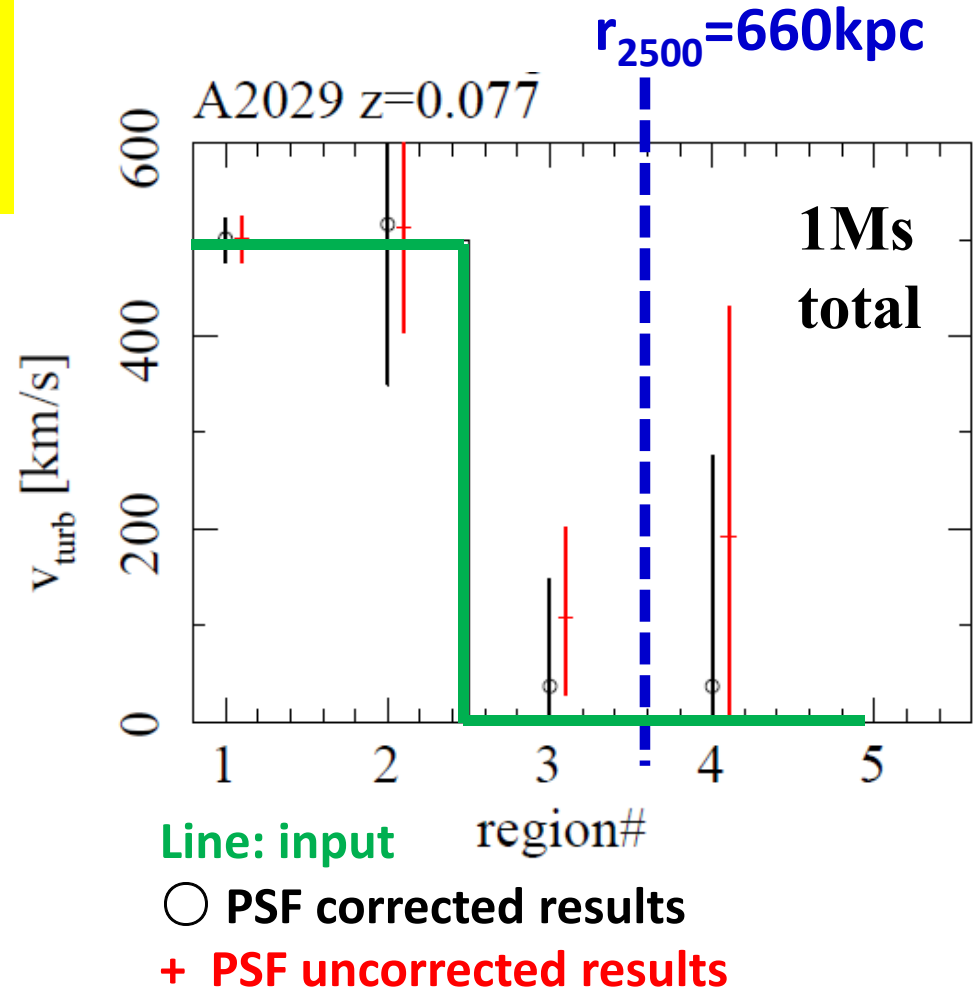 r2500=660kpc
A2029 z=0.077
600
400
200
0
v_turb [km/s]
1Ms
total
1 2 3 4 5
region#
Line: input
○ PSF corrected results
+ PSF uncorrected results